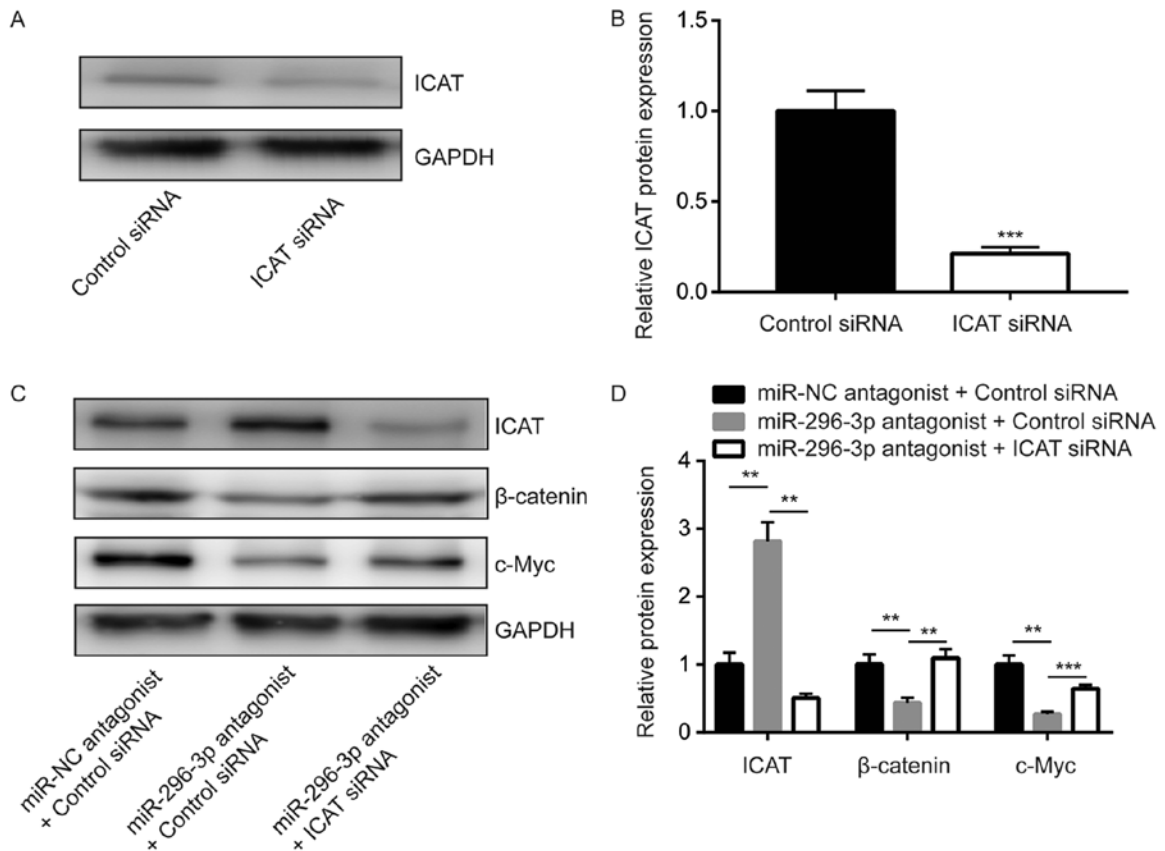 A
ICAT
GAPDH
Control siRNA
ICAT siRNA
B
Relative ICAT protein expression
1.5
1.0
0.5
0.0
***
Control siRNA
ICAT siRNA
C
ICAT
β-catenin
c-Myc
GAPDH
miR-NC antagonist
+ Control siRNA
miR-296-3p antagonist
+ Control siRNA
miR-296-3p antagonist
+ ICAT siRNA
D
miR-NC antagonist + Control siRNA
miR-296-3p antagonist + Control siRNA
miR-296-3p antagonist + ICAT siRNA
Relative protein expression
4
3
2
1
0
**
**
**
**
**
***
ICAT
β-catenin
c-Myc